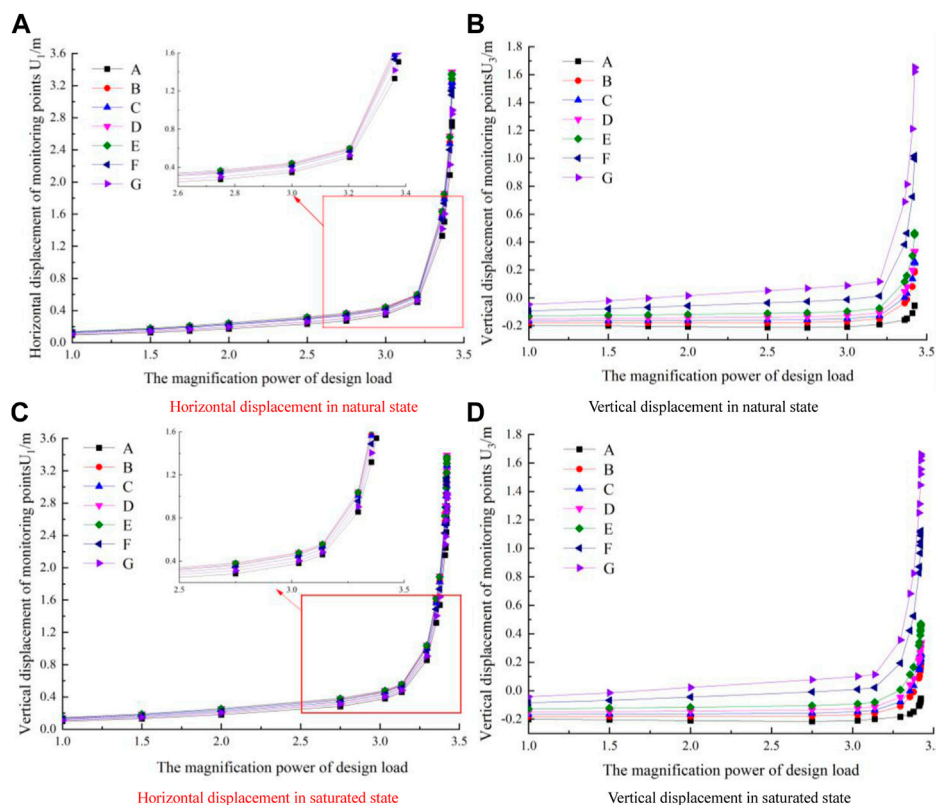 A
Horizontal displacement of monitoring points U1/m
3.6
3.2
2.8
2.4
2.0
1.6
1.2
0.8
0.4
0.0
A
B
C
D
E
F
G
1.6
1.2
0.8
0.4
2.6 2.8 3.0 3.2 3.4
1.0 1.5 2.0 2.5 3.0 3.5
The magnification power of design load
Horizontal displacement in natural state
B
Vertical displacement of monitoring pointsU3/m
1.8
1.6
1.4
1.2
1.0
0.8
0.6
0.4
0.2
0.0
-0.2
A
B
C
D
E
F
G
1.0 1.5 2.0 2.5 3.0 3.5
The magnification power of design load
Vertical displacement in natural state
C
Vertical displacement of monitoring pointsU1/m
3.6
3.2
2.8
2.4
2.0
1.6
1.2
0.8
0.4
0.0
A
B
C
D
E
F
G
1.6
1.2
0.8
0.4
2.5 3.0 3.5
1.0 1.5 2.0 2.5 3.0 3.5
The magnification power of design load
Horizontal displacement in saturated state
D
Vertical displacement of monitoring points U3/m
1.8
1.6
1.4
1.2
1.0
0.8
0.6
0.4
0.2
0.0
-0.2
A
B
C
D
E
F
G
1.0 1.5 2.0 2.5 3.0 3.5
The magnification power of design load
Vertical displacement in saturated state